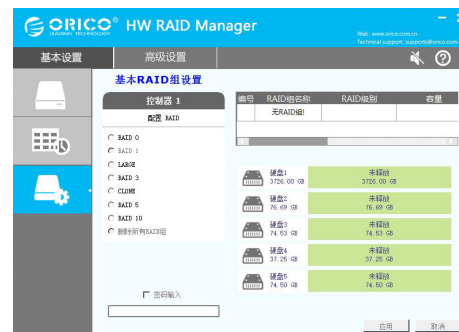 ORICO® HW RAID Manager
LEADING TECHNOLOGY
Web: www.orico.com.cn
Technical support: supports@orico.com
基本设置 高级设置
基本RAID组设置
控制器 1
配置 RAID
RAID 0
RAID 1
LARGE
RAID 3
CLONE
RAID 5
RAID 10
删除所有RAID组
密码输入
编号 RAID组名称 RAID级别 容量
无RAID组!
硬盘1 未释放
3726.00 GB 3726.00 GB
硬盘2 未释放
76.69 GB 76.69 GB
硬盘3 未释放
74.53 GB 74.53 GB
硬盘4 未释放
37.25 GB 37.25 GB
硬盘5 未释放
74.50 GB 74.50 GB
应用 取消